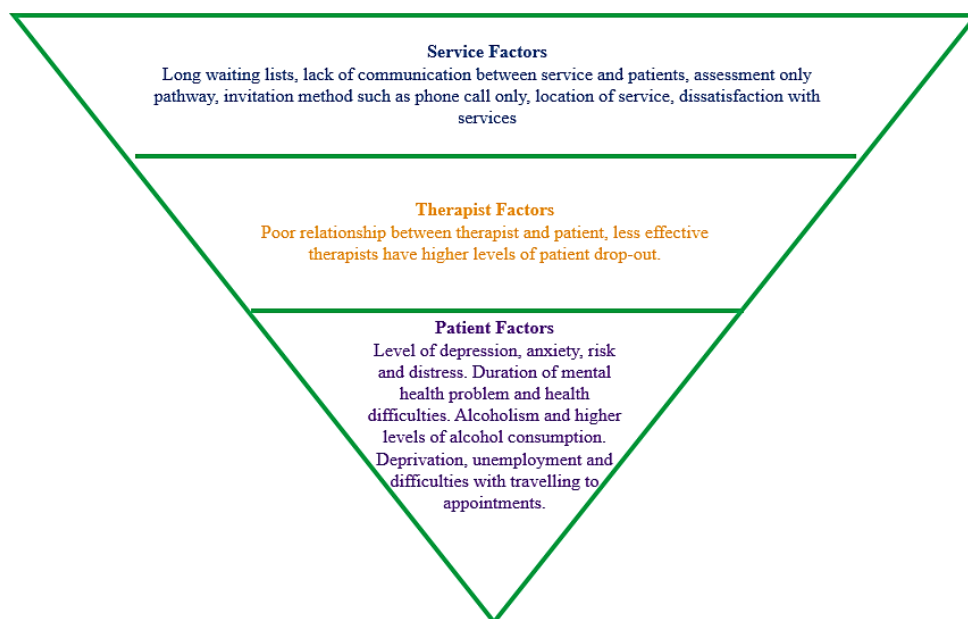 Service Factors
Long waiting lists, lack of communication between service and patients, assessment only
pathway, invitation method such as phone call only, location of service, dissatisfaction with
services
Therapist Factors
Poor relationship between therapist and patient, less effective
therapists have higher levels of patient drop-out.
Patient Factors
Level of depression, anxiety, risk
and distress. Duration of mental
health problem and health
difficulties. Alcoholism and higher
levels of alcohol consumption.
Deprivation, unemployment and
difficulties with travelling to
appointments.